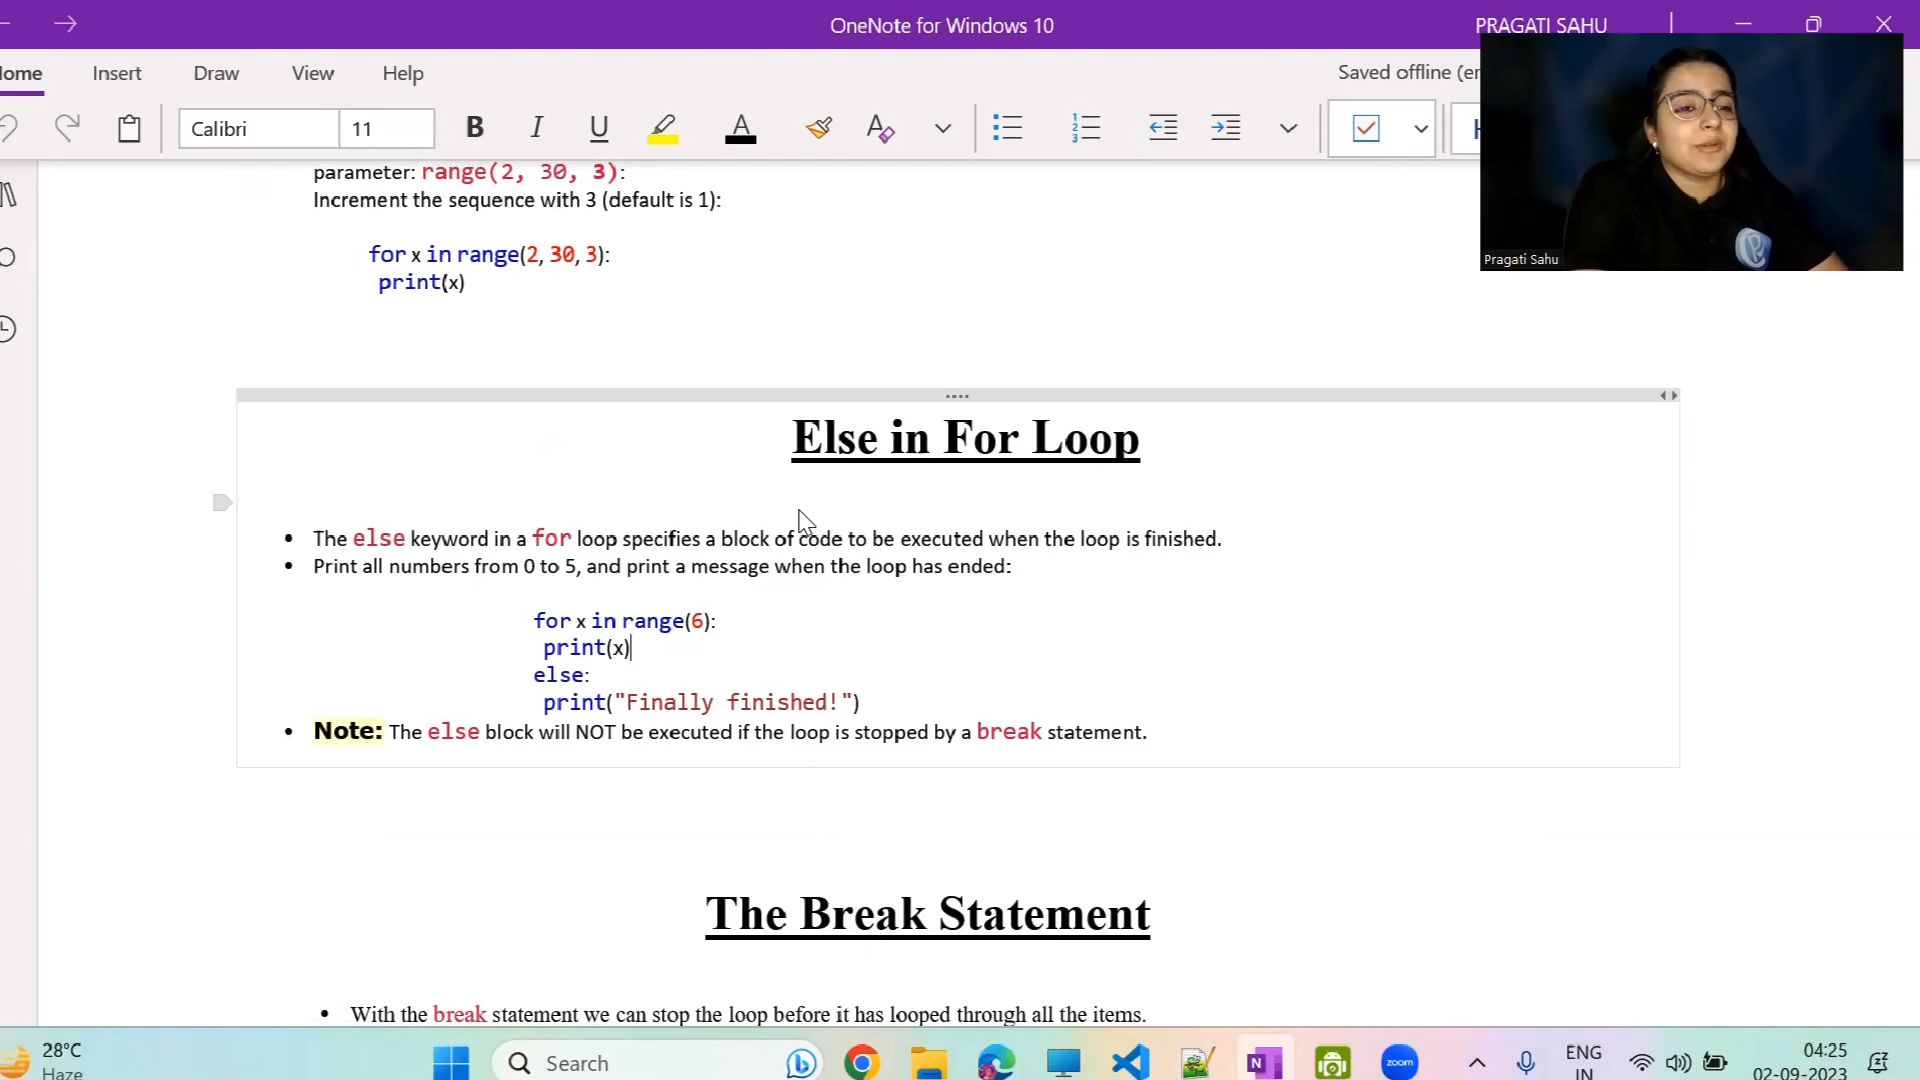 OneNote for Windows 10
PRAGATI SAHU
Home Insert Draw View Help
Saved offline (er
Calibri 11 B I U
parameter: range(2, 30, 3):
Increment the sequence with 3 (default is 1):
for x in range(2, 30, 3):
print(x)
Pragati Sahu
Else in For Loop
• The else keyword in a for loop specifies a block of code to be executed when the loop is finished.
• Print all numbers from 0 to 5, and print a message when the loop has ended:
for x in range(6):
print(x)
else:
print("Finally finished!")
• Note: The else block will NOT be executed if the loop is stopped by a break statement.
The Break Statement
• With the break statement we can stop the loop before it has looped through all the items.
28°C
Haze
Search
zoom
ENG
IN
04:25
02-09-2023